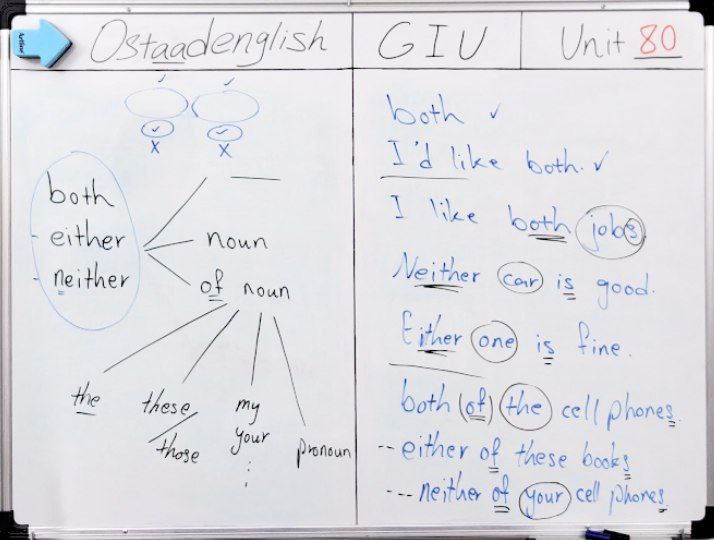 Ostaadenglish
GIU
Unit 80
both
either
neither
noun
of noun
the
these
those
my
your
pronoun
both
I'd like both.
I like both jobs
Neither car is good.
Either one is fine.
both (of) the cell phones.
-- either of these books
--- neither of your cell phones